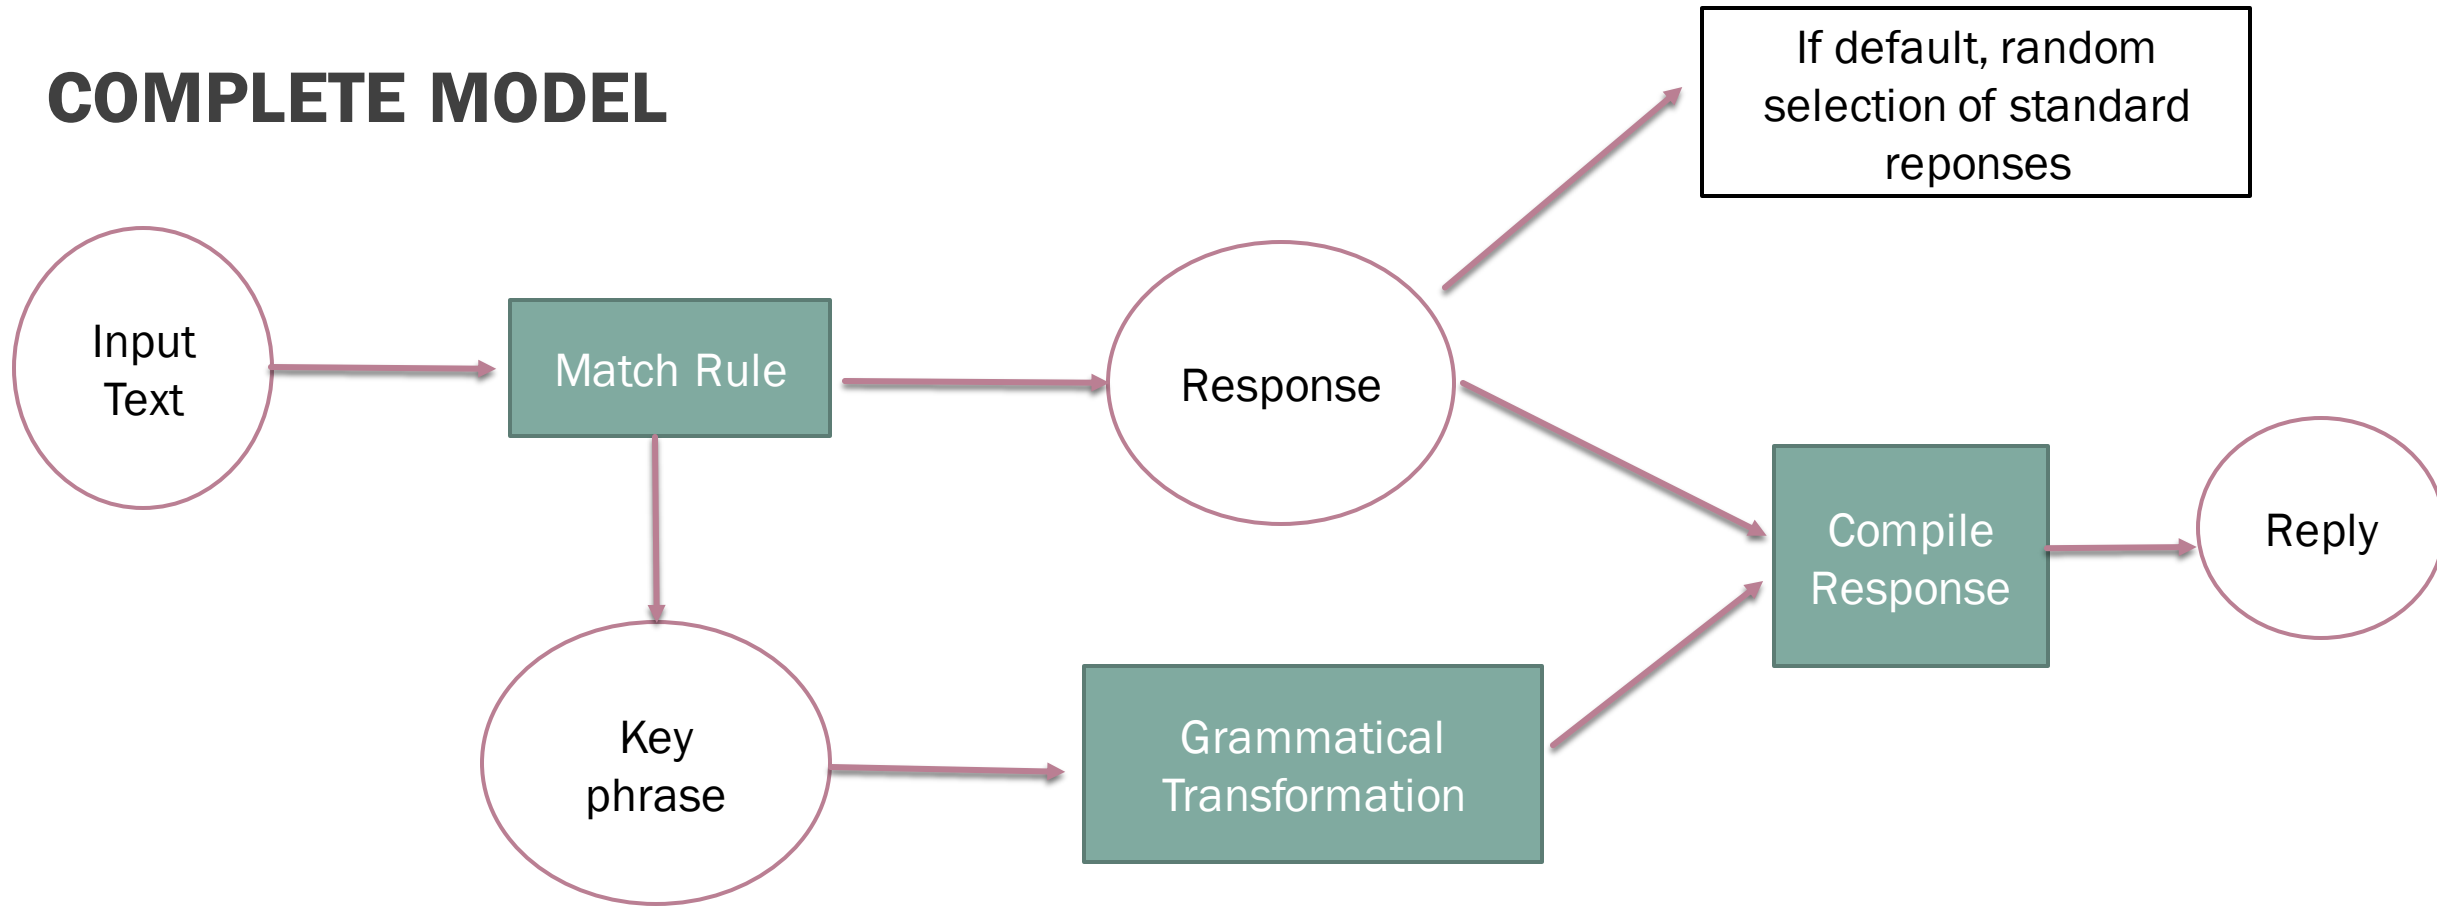 COMPLETE MODEL
If default, random
selection of standard
reponses
Input
Text
Match Rule
Response
Compile
Response
Reply
Key
phrase
Grammatical
Transformation